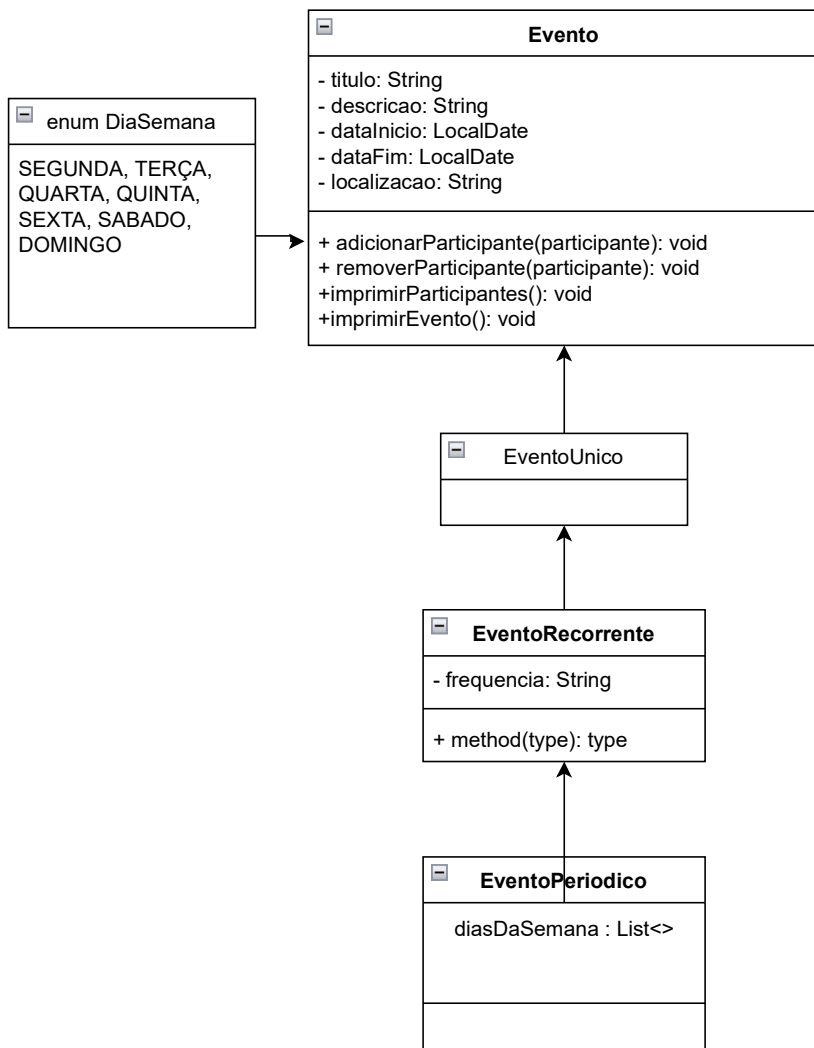 Evento
- titulo: String
- descricao: String
- dataInicio: LocalDate
- dataFim: LocalDate
- localizacao: String
+ adicionarParticipante(participante): void
+ removerParticipante(participante): void
+imprimirParticipantes(): void
+imprimirEvento(): void
enum DiaSemana
SEGUNDA, TERÇA,
QUARTA, QUINTA,
SEXTA, SABADO,
DOMINGO
EventoUnico
EventoRecorrente
- frequencia: String
+ method(type): type
EventoPeriodico
diasDaSemana : List<>